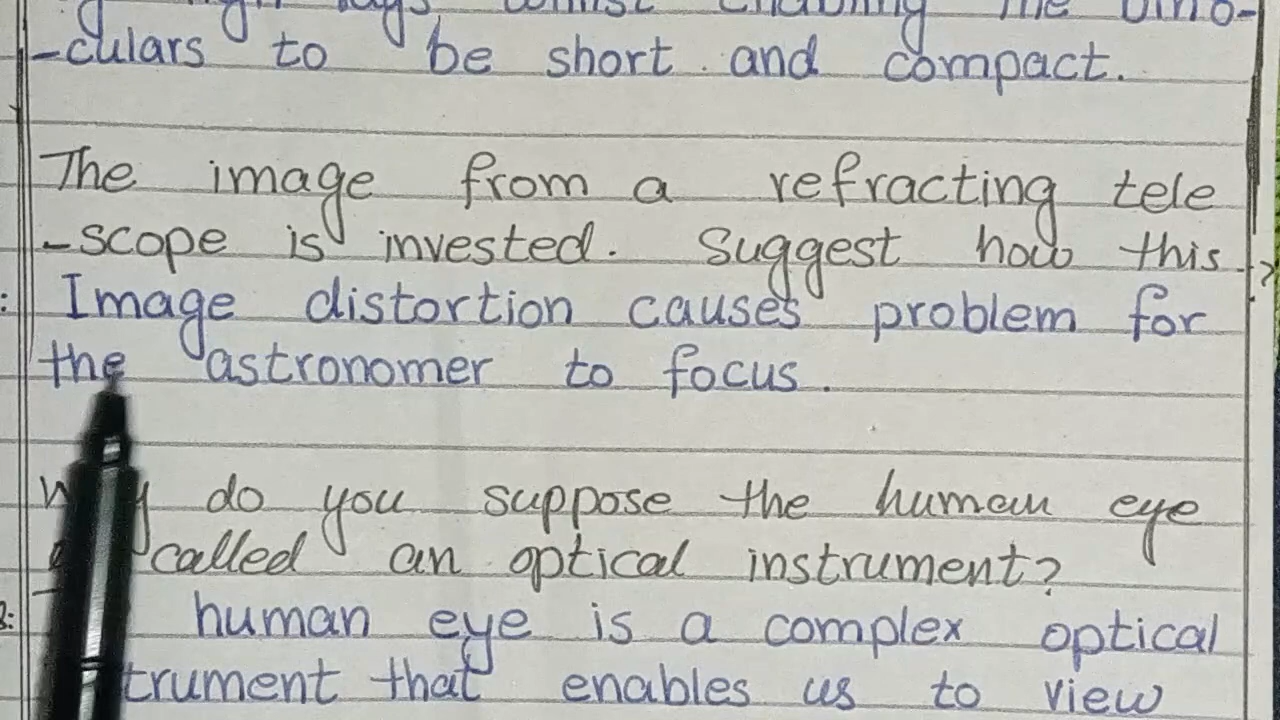 -culars to be short and compact.
The image from a refracting tele
-scope is invested. Suggest how this
Image distortion causes problem for
the astronomer to focus.
do you suppose the human eye
called an optical instrument?
human eye is a complex optical
trument that enables us to view